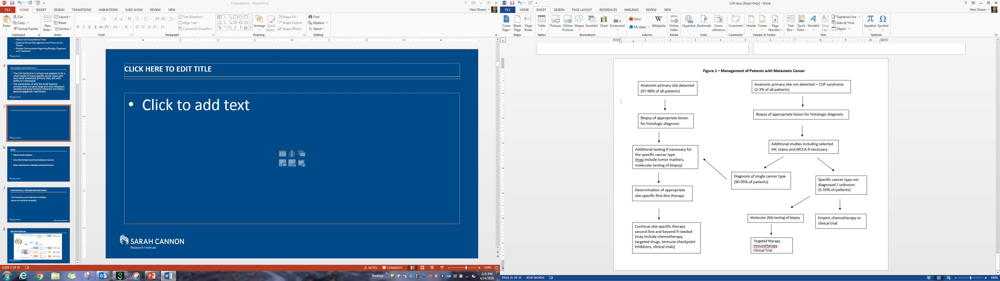 Presentation1 - PowerPoint
FILE HOME INSERT DESIGN TRANSITIONS ANIMATIONS SLIDE SHOW REVIEW VIEW
Hess Shawn
Paste
Cut
Copy
Format Painter
Clipboard
New Slide
Layout
Reset
Section
Slides
32
Font
Text Direction
Align Text
Convert to SmartArt
Paragraph
Arrange
Quick Styles
Shape Fill
Shape Outline
Shape Effects
Drawing
Find
Replace
Select
Editing
– Clinical and Translational Trials
– Optimal Clinical Management and Focus on the
Future
– Debate Controversies Regarding Biology, Diagnosis
and Treatment
4
MANY DIFFERENT CANCERS PRESENT AS CUP
• The CUP Syndrome is unique and appears to be a
small subset of many specific cancer types with
very small anatomical primary sites, but with
ability to metastasize
• The explanation of why the small invasive
primary does not grow large and why metastasis
develop and grow remains unknown, but likely a
genetic/epigenetic mechanism.
5
6
GOALS
• Define Precision Medicine
• Show Why We Need It (and How We Already Practice It)
• Better Understand Our Challenges and Shared Direction
7
A NEW INITIATIVE: PRECISION MEDICINE DEFINED
The Prevention and Treatment of Patients
Based on Individual Variability
8
PRECISION MEDICINE
CLICK HERE TO EDIT TITLE
• Click to add text
SARAH CANNON
Research Institute
SLIDE 5 OF 41
NOTES
COMMENTS
149%
Desktop
3:21 PM
4/14/2019
CUP.docx [Read-Only] - Word
FILE HOME INSERT DESIGN PAGE LAYOUT REFERENCES MAILINGS REVIEW VIEW
Hess Shawn
Cover Page
Blank Page
Page Break
Pages
Table
Tables
Pictures
Online Pictures
Shapes
SmartArt
Chart
Screenshot
Illustrations
Store
My Apps
Wikipedia
Add-ins
Online Video
Media
Hyperlink
Bookmark
Cross-reference
Links
Comment
Comments
Header
Footer
Page Number
Header & Footer
Text Box
Quick Parts
WordArt
Drop Cap
Signature Line
Date & Time
Object
Text
Equation
Symbol
Symbols
Figure 1 – Management of Patients with Metastatic Cancer
Anatomic primary site detected
(97-98% of all patients)
Biopsy of appropriate lesion
for histologic diagnosis
Additional testing if necessary for
the specific cancer type
(may include tumor markers,
molecular testing of biopsy)
Determination of appropriate
site-specific first-line therapy
Continue site-specific therapy
second-line and beyond if needed
(may include chemotherapy,
targeted drugs, immune checkpoint
inhibitors, clinical trials)
Anatomic primary site not detected – CUP syndrome
(2-3% of all patients)
Biopsy of appropriate lesion for histologic diagnosis
Additional studies including selected
IHC stains and MCCA if necessary
Diagnosis of single cancer type
(90-95% of patients)
Specific cancer type not
diagnosed / unknown
(5-10% of patients)
Molecular (NS) testing of biopsy
Empiric chemotherapy or
clinical trial
Targeted therapy
Immunitherapy
Clinical Trial
PAGE 21 OF 21
4534 WORDS
100%